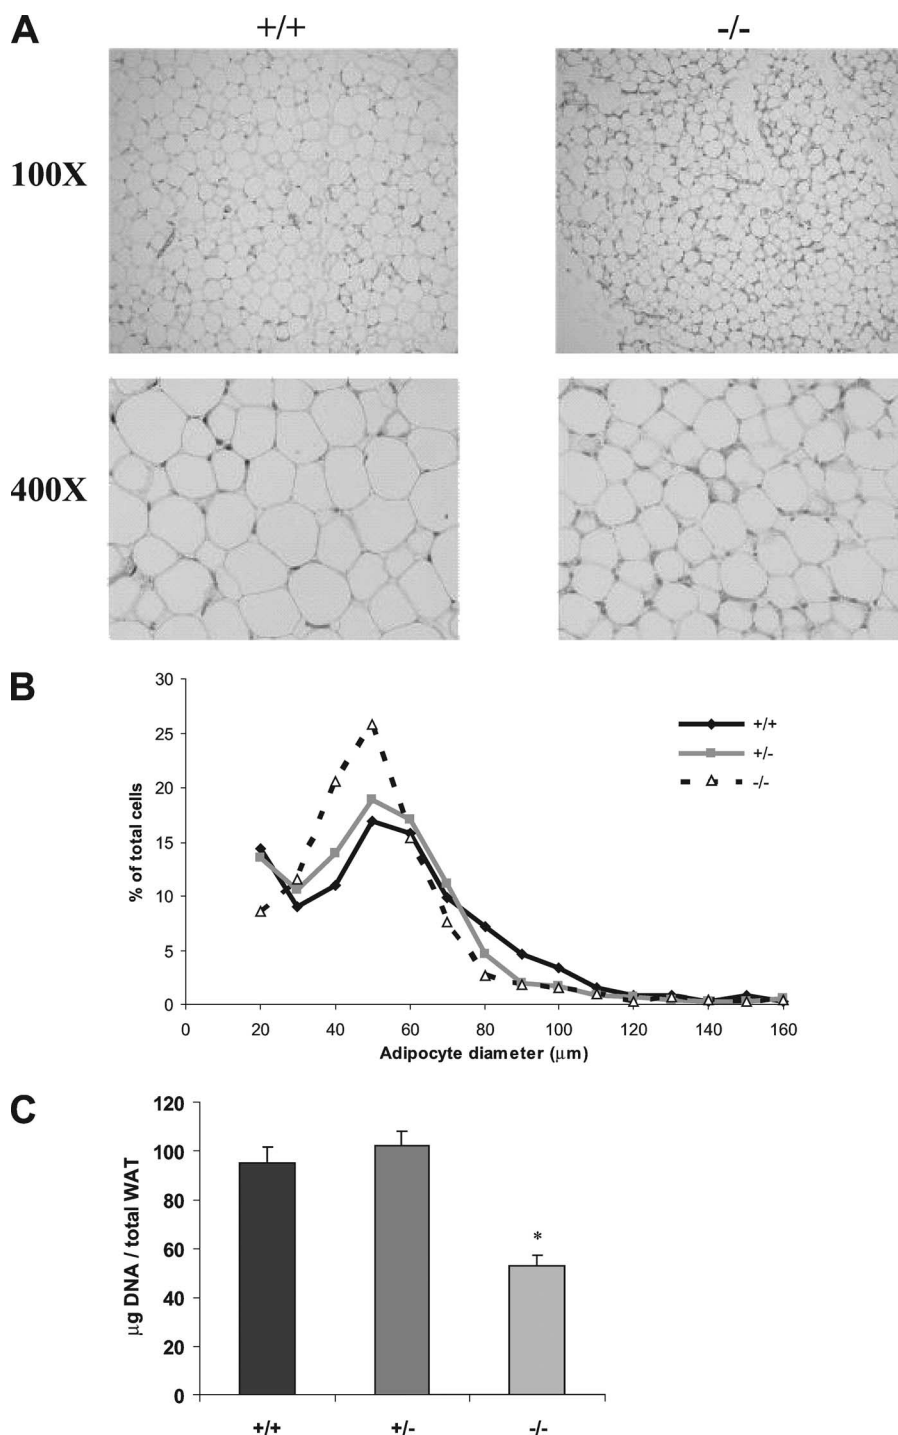 A
+/+ -/-
100X
400X
B
30
25
20
15
10
5
0
% of total cells
+/+
+/-
-/-
0 20 40 60 80 100 120 140 160
Adipocyte diameter (μm)
C
120
100
80
60
40
20
0
μg DNA / total WAT
*
+/+ +/- -/-